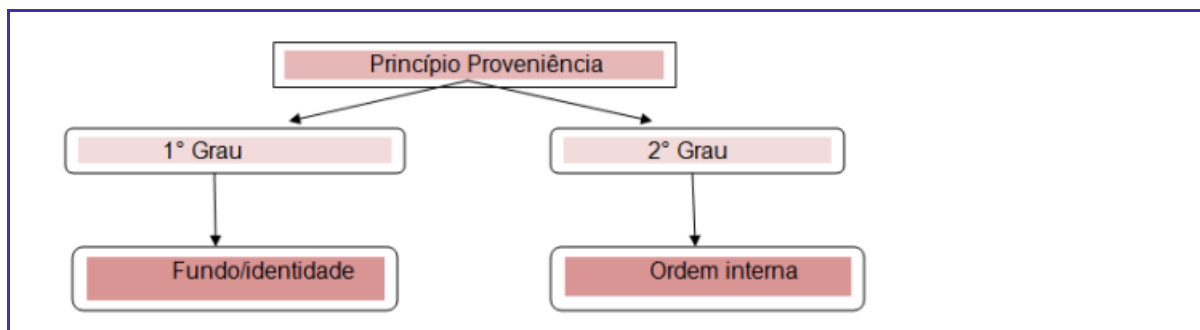 Princípio Proveniência
1° Grau
2° Grau
Fundo/identidade
Ordem interna